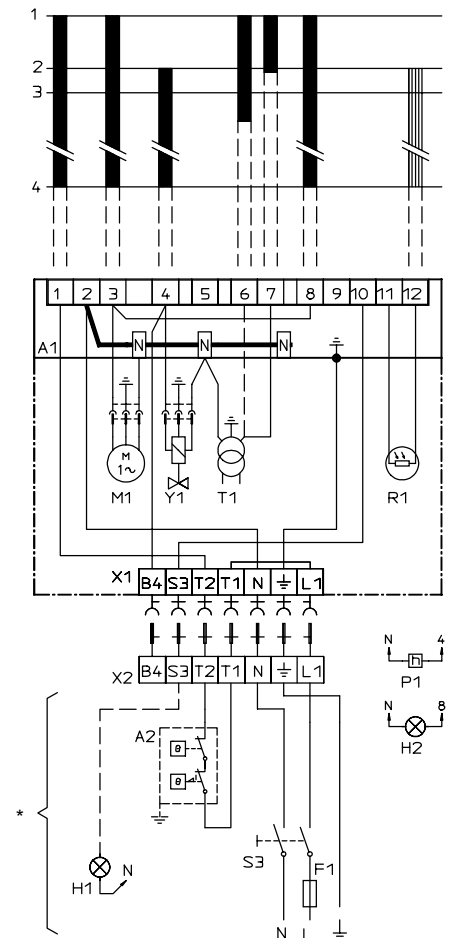 1
2
3
4
1 2 3 4 5 6 7 8 9 10 11 12
A1 N N N
M 1~
M1 Y1 T1 R1
X1 B4 S3 T2 T1 N L1
X2 B4 S3 T2 T1 N L1
N h 4
P1
N 8
H2
A2
θ
θ
*
S3 F1
H1 N
N L